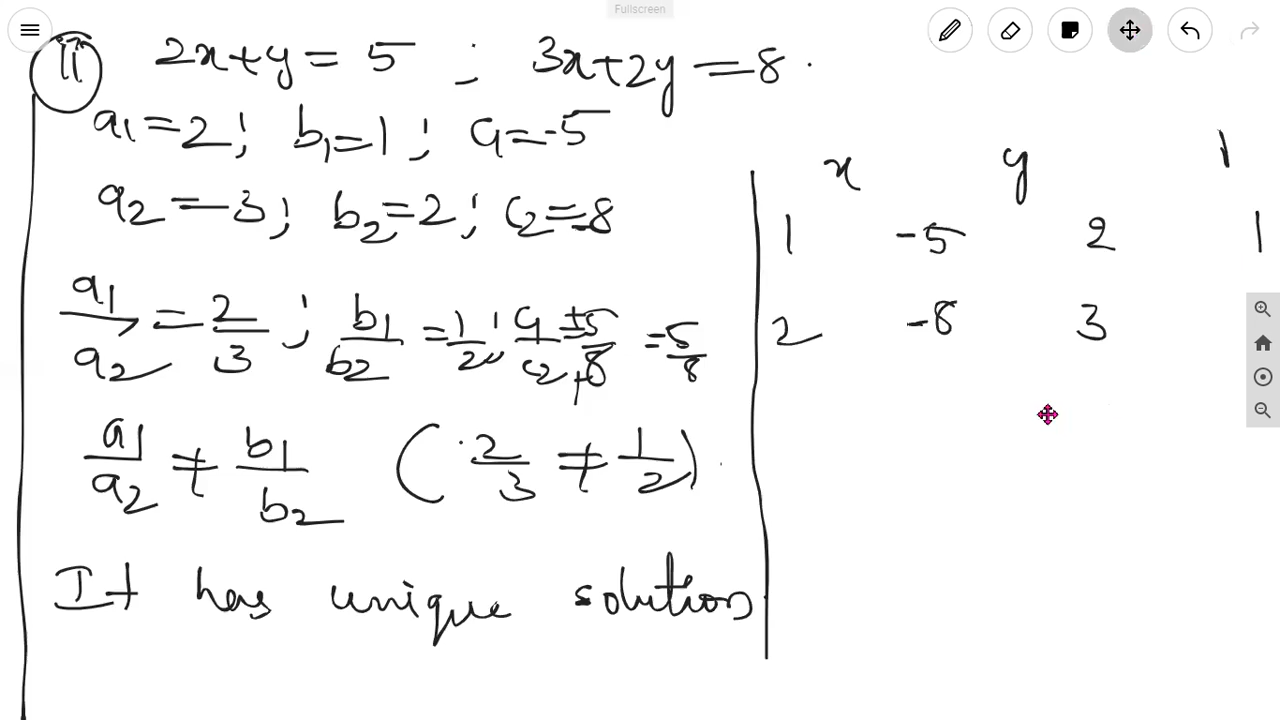 Fullscreen
(ii) 2x+y = 5 ; 3x+2y = 8.
a1 = 2; b1 = 1; c1 = -5
a2 = 3; b2 = 2; c2 = -8
a1/a2 = 2/3; b1/b2 = 1/2; c1/c2 = +5/+8 = 5/8
a1/a2 ≠ b1/b2 (2/3 ≠ 1/2).
It has unique solution
x y 1
1 -5 2 1
2 -8 3